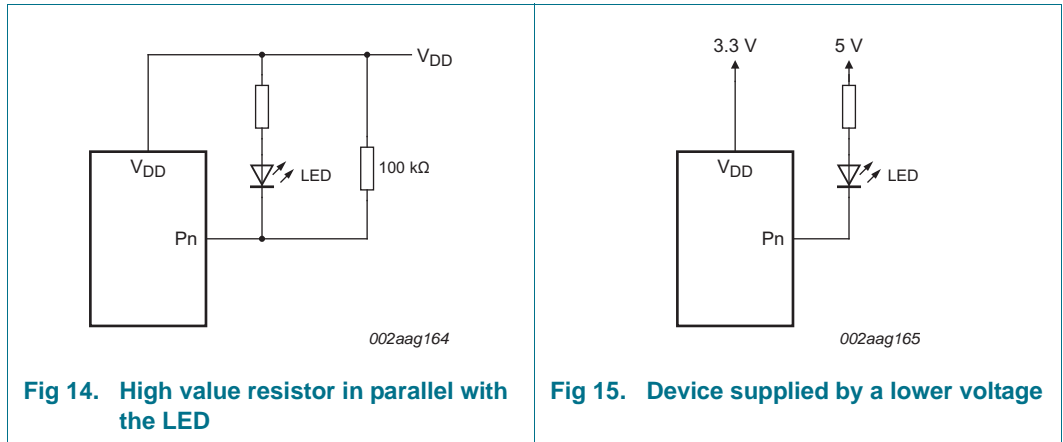 VDD
VDD
LED
100 kΩ
Pn
002aag164
Fig 14. High value resistor in parallel with
the LED
3.3 V
5 V
VDD
LED
Pn
002aag165
Fig 15. Device supplied by a lower voltage